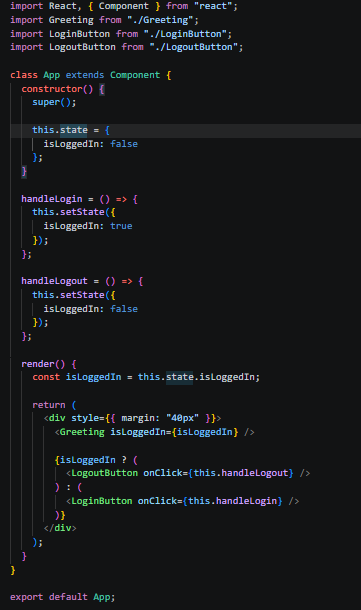 import React, { Component } from "react";
import Greeting from "./Greeting";
import LoginButton from "./LoginButton";
import LogoutButton from "./LogoutButton";

class App extends Component {
  constructor() {
    super();

    this.state = {
      isLoggedIn: false
    };
  }

  handleLogin = () => {
    this.setState({
      isLoggedIn: true
    });
  };

  handleLogout = () => {
    this.setState({
      isLoggedIn: false
    });
  };

  render() {
    const isLoggedIn = this.state.isLoggedIn;

    return (
      <div style={{ margin: "40px" }}>
        <Greeting isLoggedIn={isLoggedIn} />

        {isLoggedIn ? (
          <LogoutButton onClick={this.handleLogout} />
        ) : (
          <LoginButton onClick={this.handleLogin} />
        )}
      </div>
    );
  }
}

export default App;